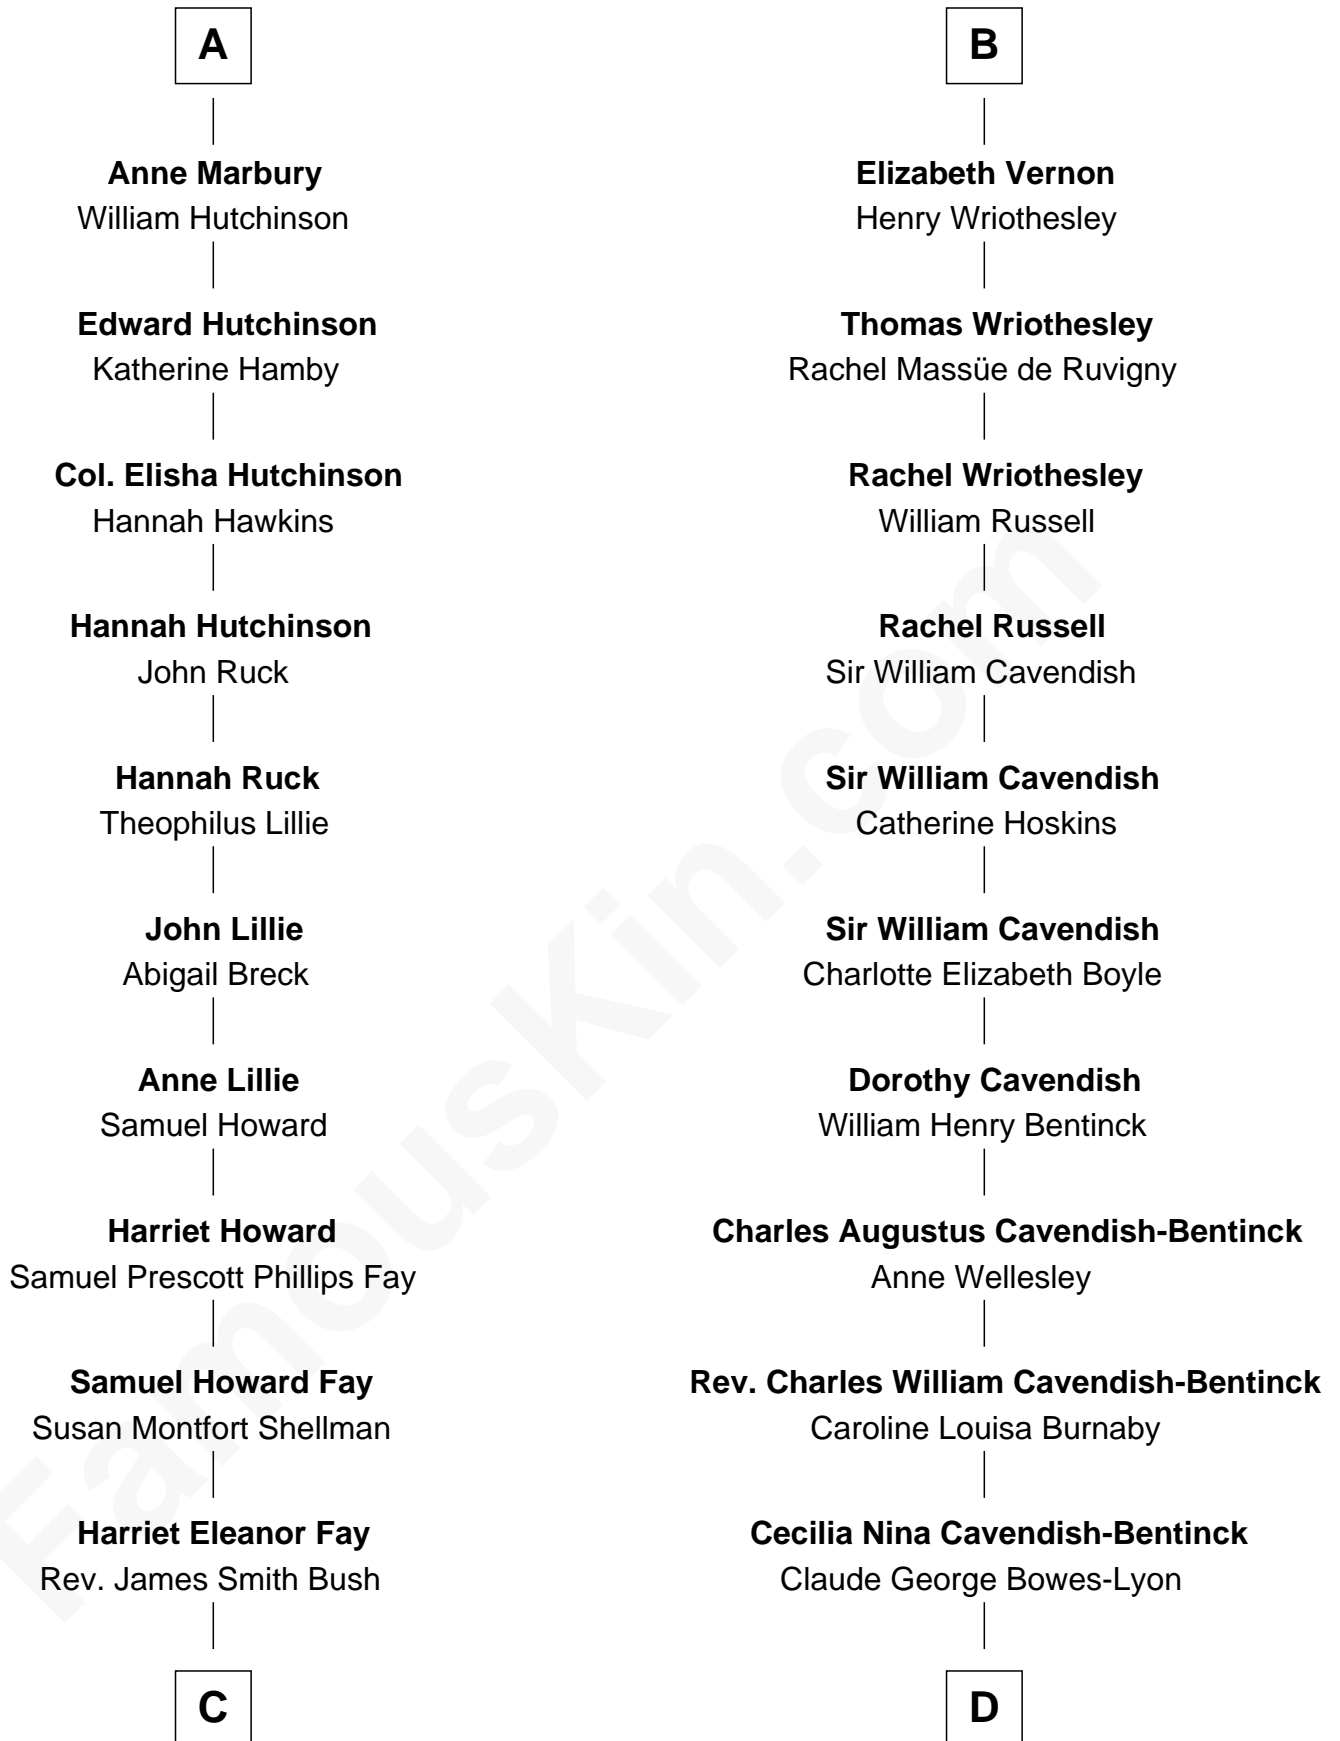 A
Anne Marbury
William Hutchinson
Edward Hutchinson
Katherine Hamby
Col. Elisha Hutchinson
Hannah Hawkins
Hannah Hutchinson
John Ruck
Hannah Ruck
Theophilus Lillie
John Lillie
Abigail Breck
Anne Lillie
Samuel Howard
Harriet Howard
Samuel Prescott Phillips Fay
Samuel Howard Fay
Susan Montfort Shellman
Harriet Eleanor Fay
Rev. James Smith Bush
C
B
Elizabeth Vernon
Henry Wriothesley
Thomas Wriothesley
Rachel Massüe de Ruvigny
Rachel Wriothesley
William Russell
Rachel Russell
Sir William Cavendish
Sir William Cavendish
Catherine Hoskins
Sir William Cavendish
Charlotte Elizabeth Boyle
Dorothy Cavendish
William Henry Bentinck
Charles Augustus Cavendish-Bentinck
Anne Wellesley
Rev. Charles William Cavendish-Bentinck
Caroline Louisa Burnaby
Cecilia Nina Cavendish-Bentinck
Claude George Bowes-Lyon
D
FamousKin.com